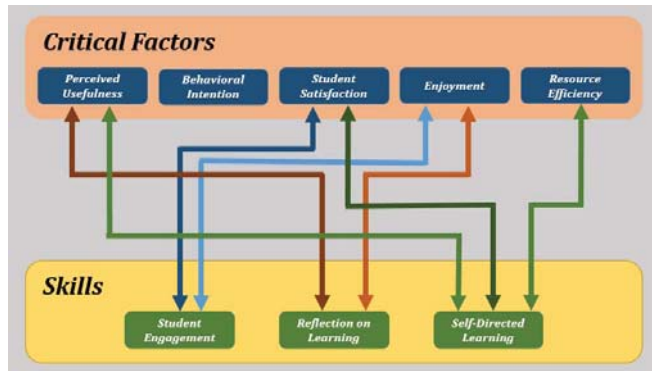 Critical Factors
Perceived
Usefulness
Behavioral
Intention
Student
Satisfaction
Enjoyment
Resource
Efficiency
Skills
Student
Engagement
Reflection on
Learning
Self-Directed
Learning